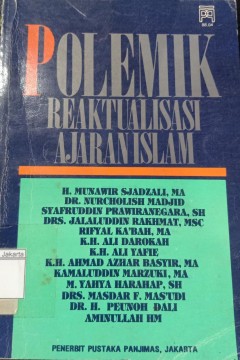 POLEMIK
REAKTUALISASI
AJARAN ISLAM
H. MUNAWIR SJADZALI, MA
DR. NURCHOLISH MADJID
SYAFRUDDIN PRAWIRANEGARA, SH
DRS. JALALUDDIN RAKHMAT, MSC
RIFYAL KA'BAH, MA
K.H. ALI DAROKAH
K.H. ALI YAFIE
K.H. AHMAD AZHAR BASYIR, MA
KAMALUDDIN MARZUKI, MA
M. YAHYA HARAHAP, SH
DRS. MASDAR F. MASUDI
DR. H. PEUNOH DALI
AMINULLAH HM
Jakarta
PENERBIT PUSTAKA PANJIMAS, JAKARTA